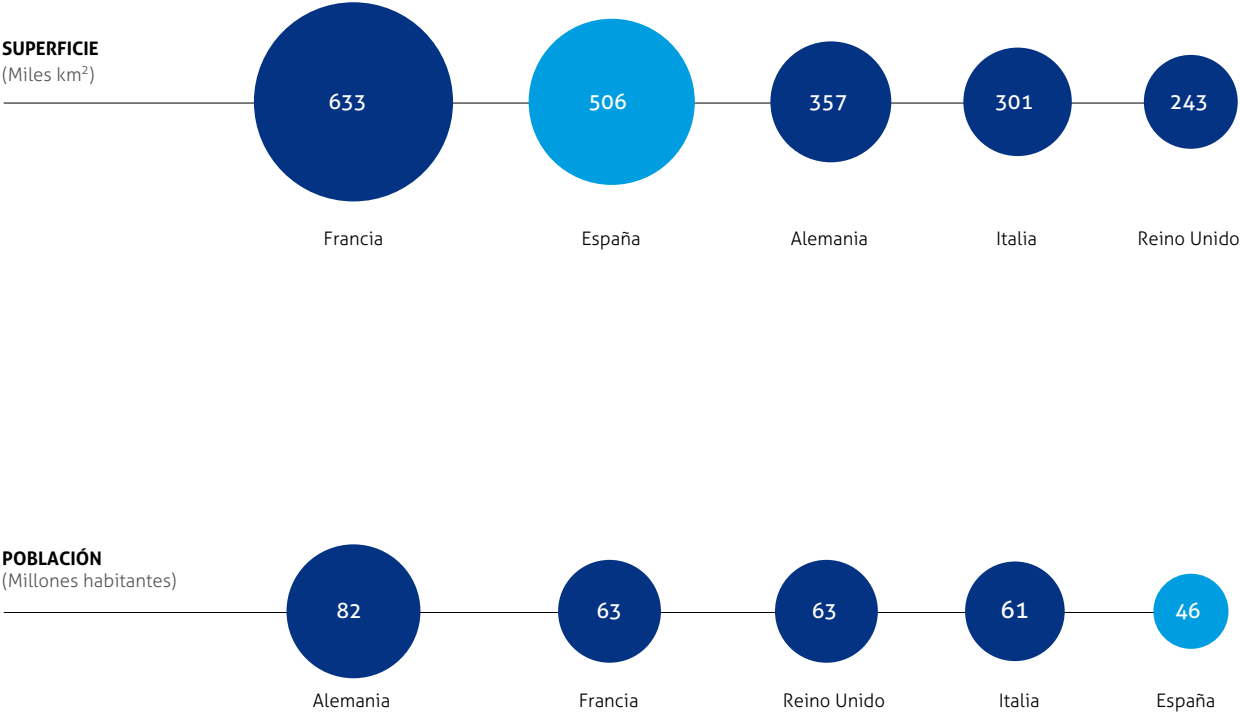 SUPERFICIE
(Miles km²)
633 506 357 301 243
Francia España Alemania Italia Reino Unido
POBLACIÓN
(Millones habitantes)
82 63 63 61 46
Alemania Francia Reino Unido Italia España